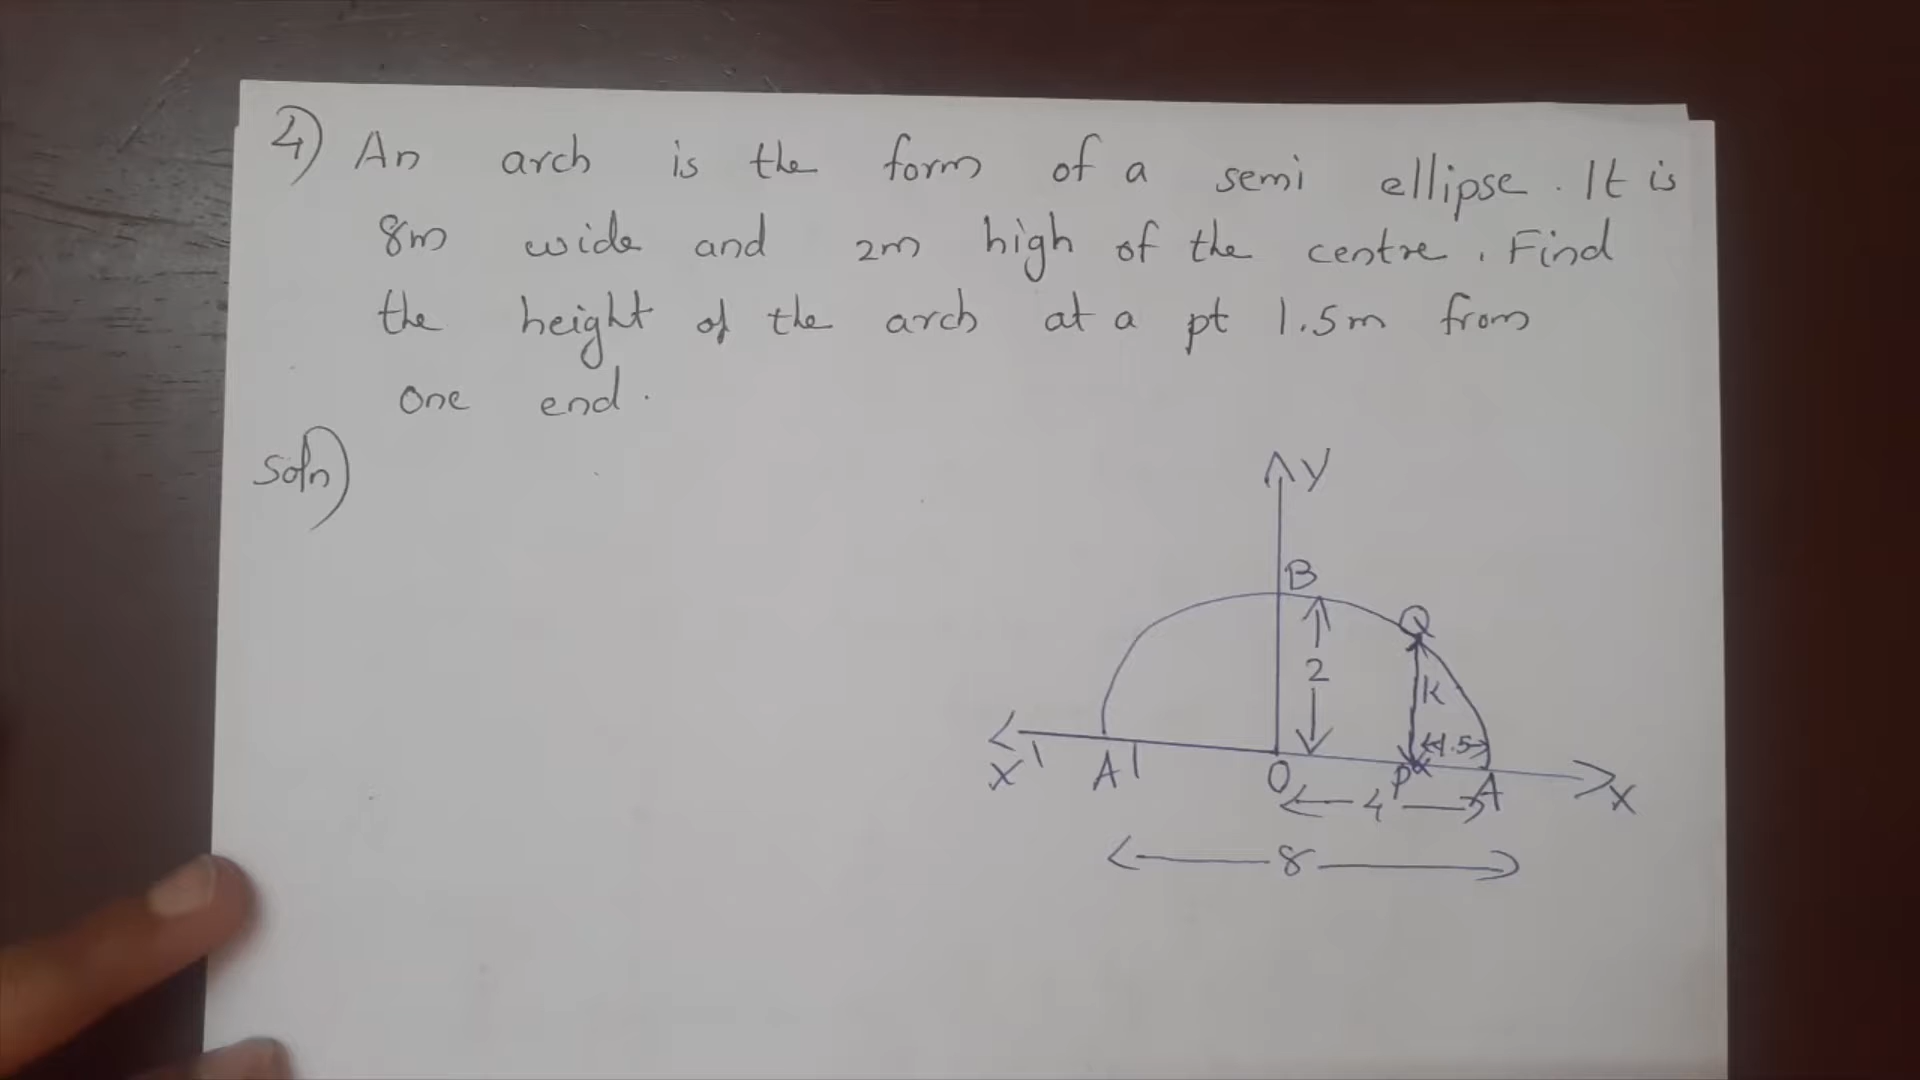 4) An arch is the form of a semi ellipse. It is
8m wide and 2m high of the centre. Find
the height of the arch at a pt 1.5m from
one end.
Soln)
Y
B
Q
2
K
1.5
X' A' O P A X
4
8